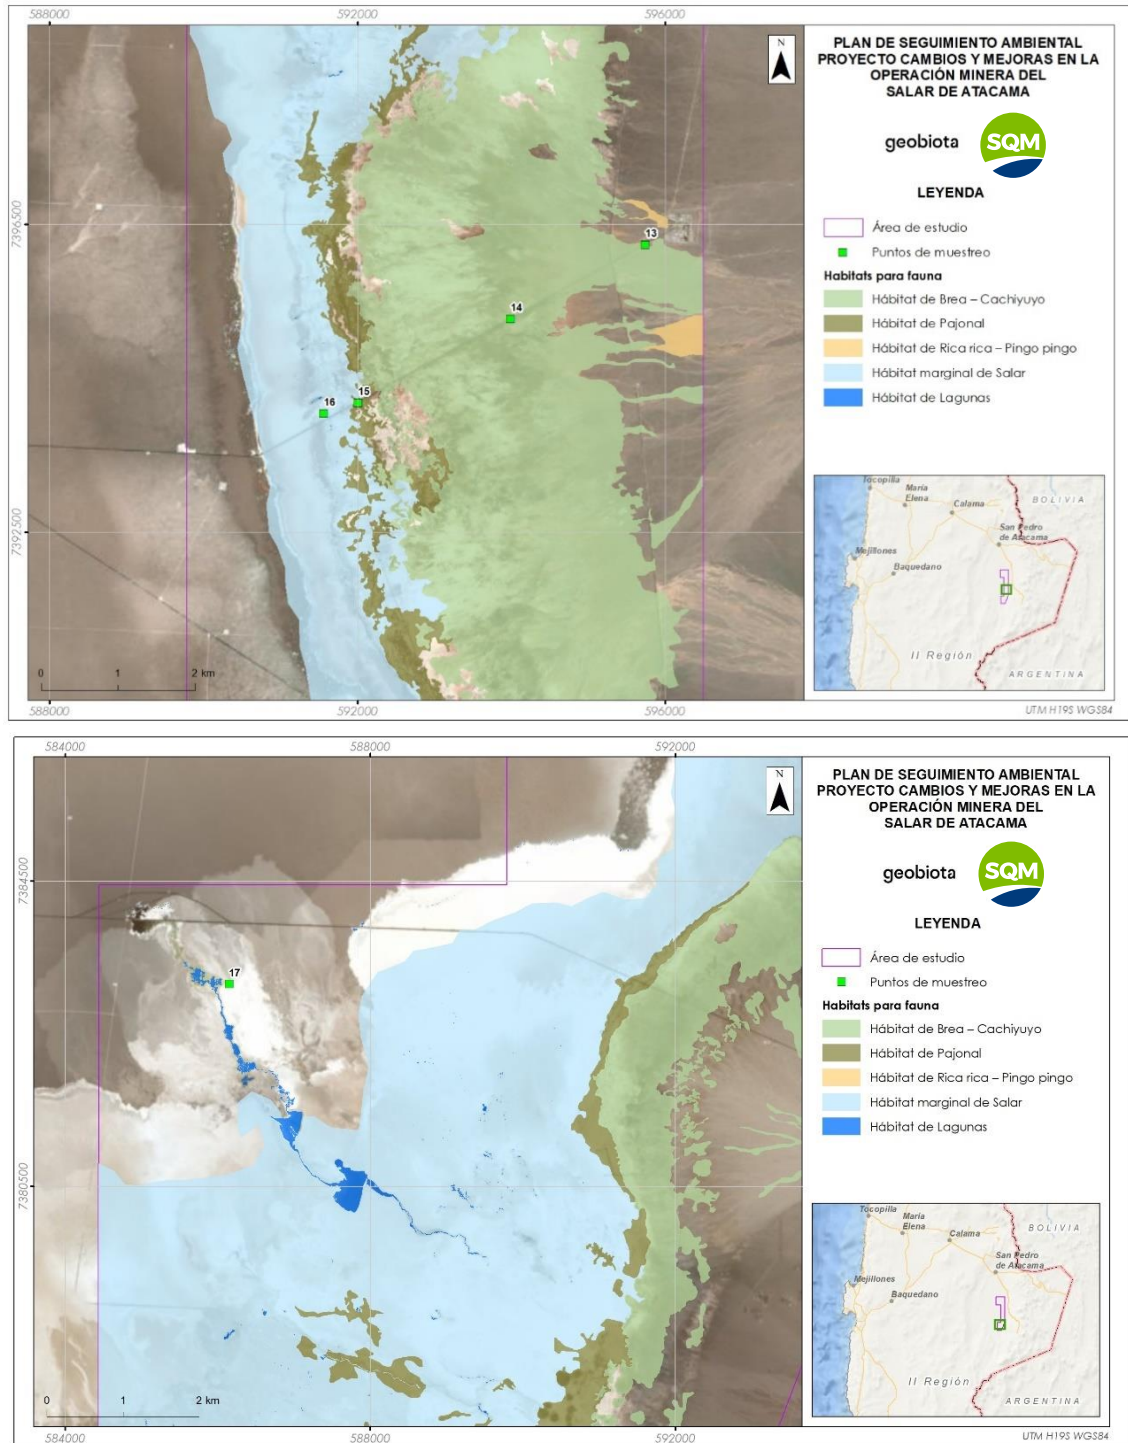 588000
592000
596000
7396500
7392500
N
13
14
15
16
0
1
2 km
588000
592000
596000
PLAN DE SEGUIMIENTO AMBIENTAL
PROYECTO CAMBIOS Y MEJORAS EN LA
OPERACIÓN MINERA DEL
SALAR DE ATACAMA
geobiota
SQM
LEYENDA
Área de estudio
Puntos de muestreo
Habitats para fauna
Hábitat de Brea – Cachiyuyo
Hábitat de Pajonal
Hábitat de Rica rica – Pingo pingo
Hábitat marginal de Salar
Hábitat de Lagunas
Tocopilla
María
Elena
Calama
BOLIVIA
San Pedro
de Atacama
Mejillones
Baquedano
II Región
ARGENTINA
UTM H19S WGS84
584000
588000
592000
7384500
7380500
N
17
0
1
2 km
584000
588000
592000
PLAN DE SEGUIMIENTO AMBIENTAL
PROYECTO CAMBIOS Y MEJORAS EN LA
OPERACIÓN MINERA DEL
SALAR DE ATACAMA
geobiota
SQM
LEYENDA
Área de estudio
Puntos de muestreo
Habitats para fauna
Hábitat de Brea – Cachiyuyo
Hábitat de Pajonal
Hábitat de Rica rica – Pingo pingo
Hábitat marginal de Salar
Hábitat de Lagunas
Tocopilla
María
Elena
Calama
BOLIVIA
San Pedro
de Atacama
Mejillones
Baquedano
II Región
ARGENTINA
UTM H19S WGS84